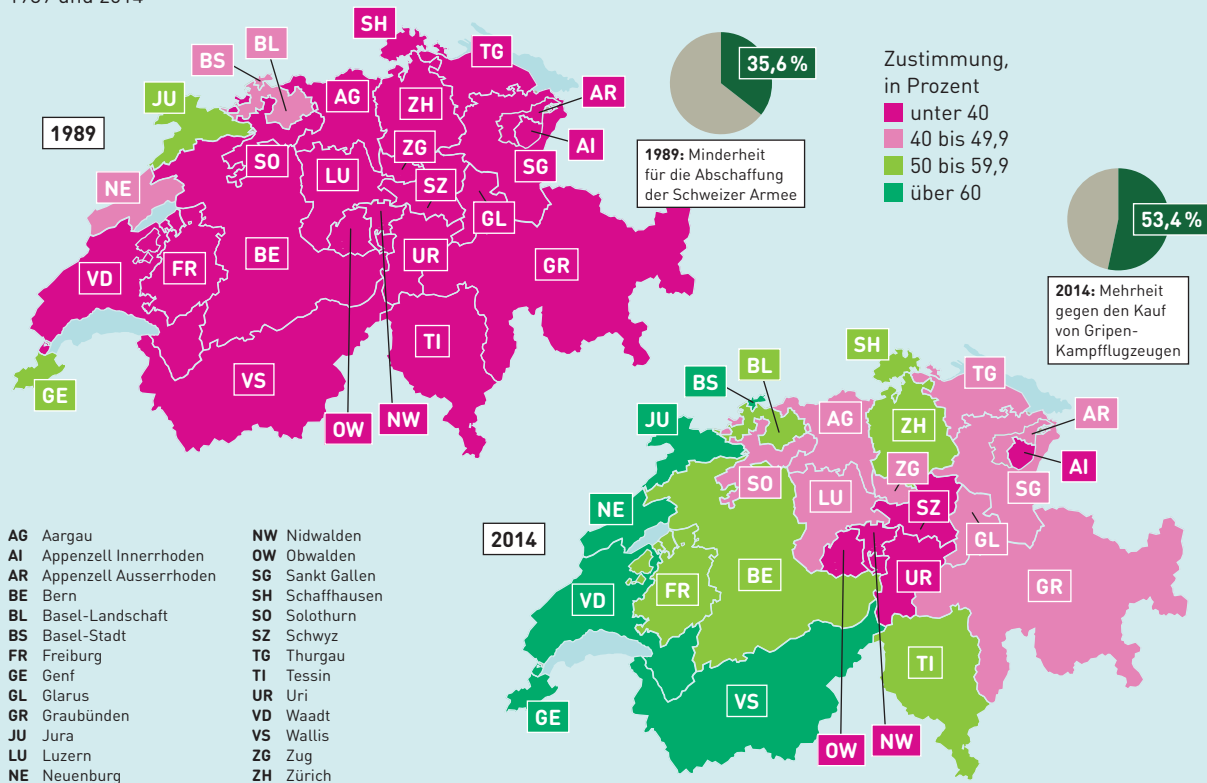 SH
BL
BS
TG
35,6 %
Zustimmung,
in Prozent
unter 40
40 bis 49,9
50 bis 59,9
über 60
JU
AG
ZH
AR
1989
AI
1989: Minderheit
für die Abschaffung
der Schweizer Armee
SO
ZG
SG
LU
SZ
NE
GL
53,4 %
VD
FR
BE
UR
GR
2014: Mehrheit
gegen den Kauf
von Gripen-
Kampfflugzeugen
TI
VS
GE
OW
NW
SH
BL
BS
TG
JU
AG
ZH
AR
AI
ZG
SO
LU
SG
SZ
NE
2014
GL
VD
FR
BE
UR
GR
TI
VS
GE
OW
NW
AG Aargau
AI Appenzell Innerrhoden
AR Appenzell Ausserrhoden
BE Bern
BL Basel-Landschaft
BS Basel-Stadt
FR Freiburg
GE Genf
GL Glarus
GR Graubünden
JU Jura
LU Luzern
NE Neuenburg
NW Nidwalden
OW Obwalden
SG Sankt Gallen
SH Schaffhausen
SO Solothurn
SZ Schwyz
TG Thurgau
TI Tessin
UR Uri
VD Waadt
VS Wallis
ZG Zug
ZH Zürich